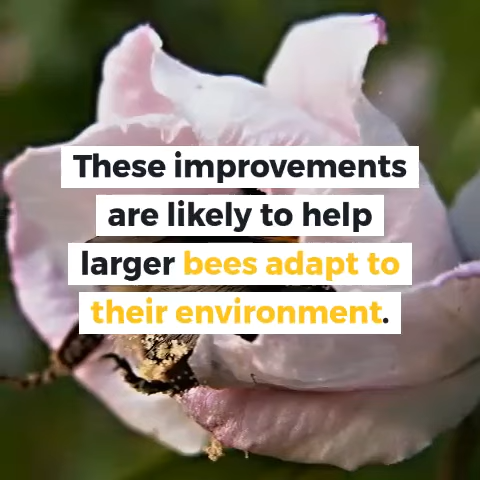 These improvements
are likely to help
larger bees adapt to
their environment.